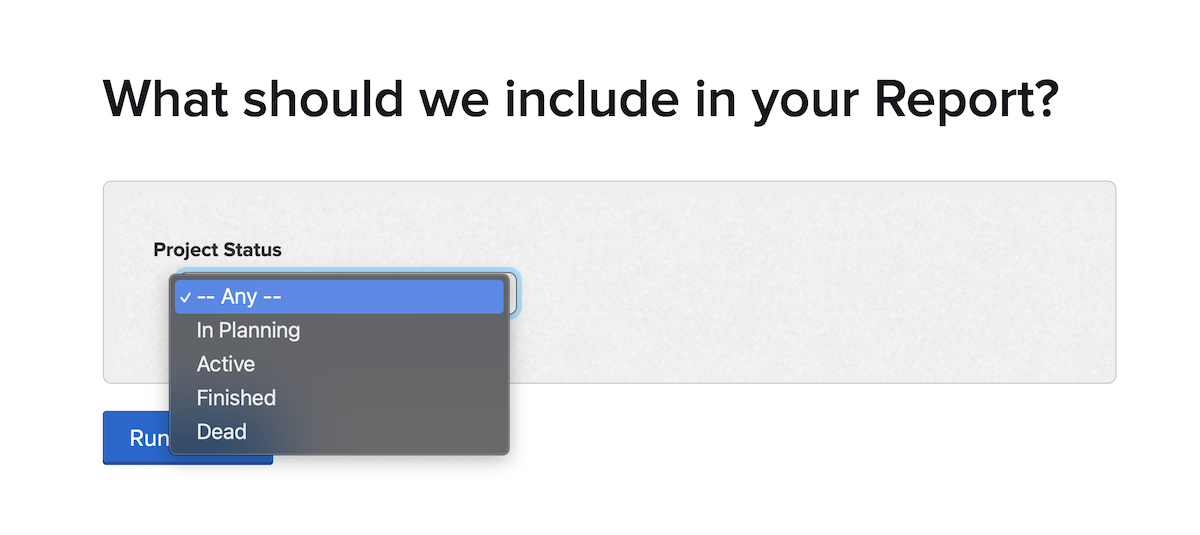 What should we include in your Report?
Project Status
✓ -- Any --
In Planning
Active
Finished
Dead
Run